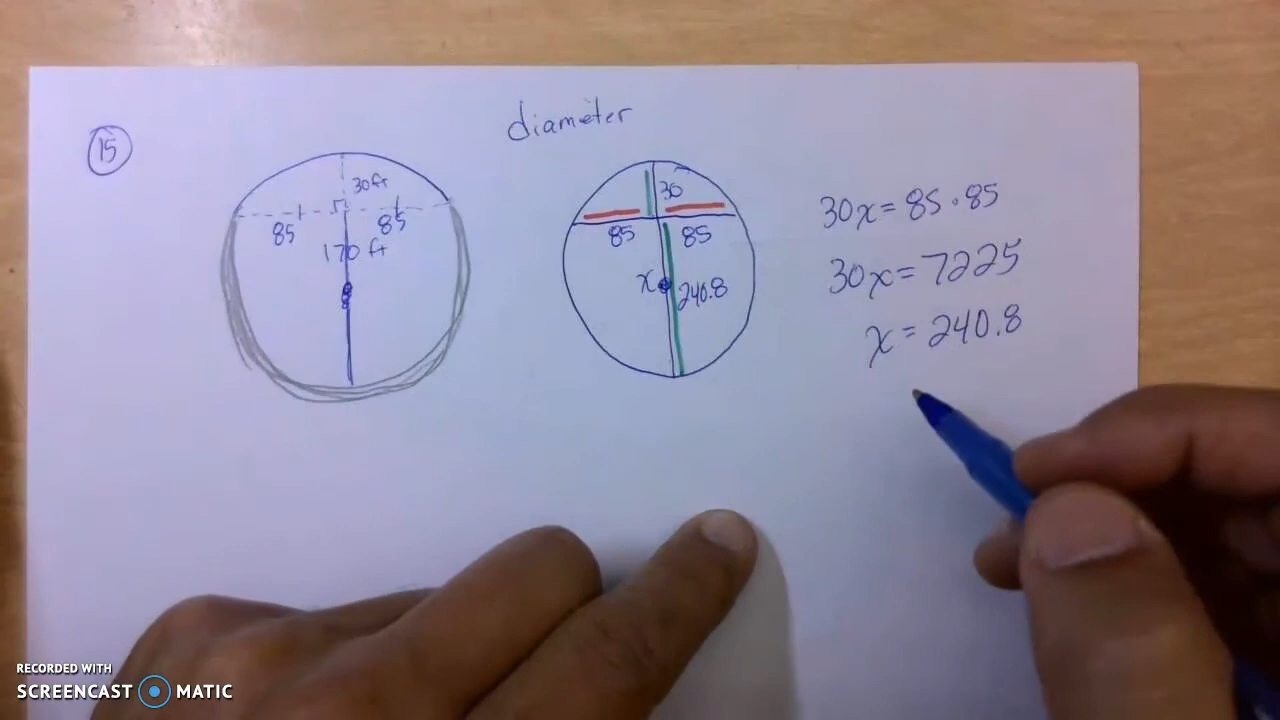 diameter
15
30ft
85
85
170 ft
30
85
85
x
240.8
30x = 85 · 85
30x = 7225
x = 240.8
RECORDED WITH
SCREENCAST MATIC